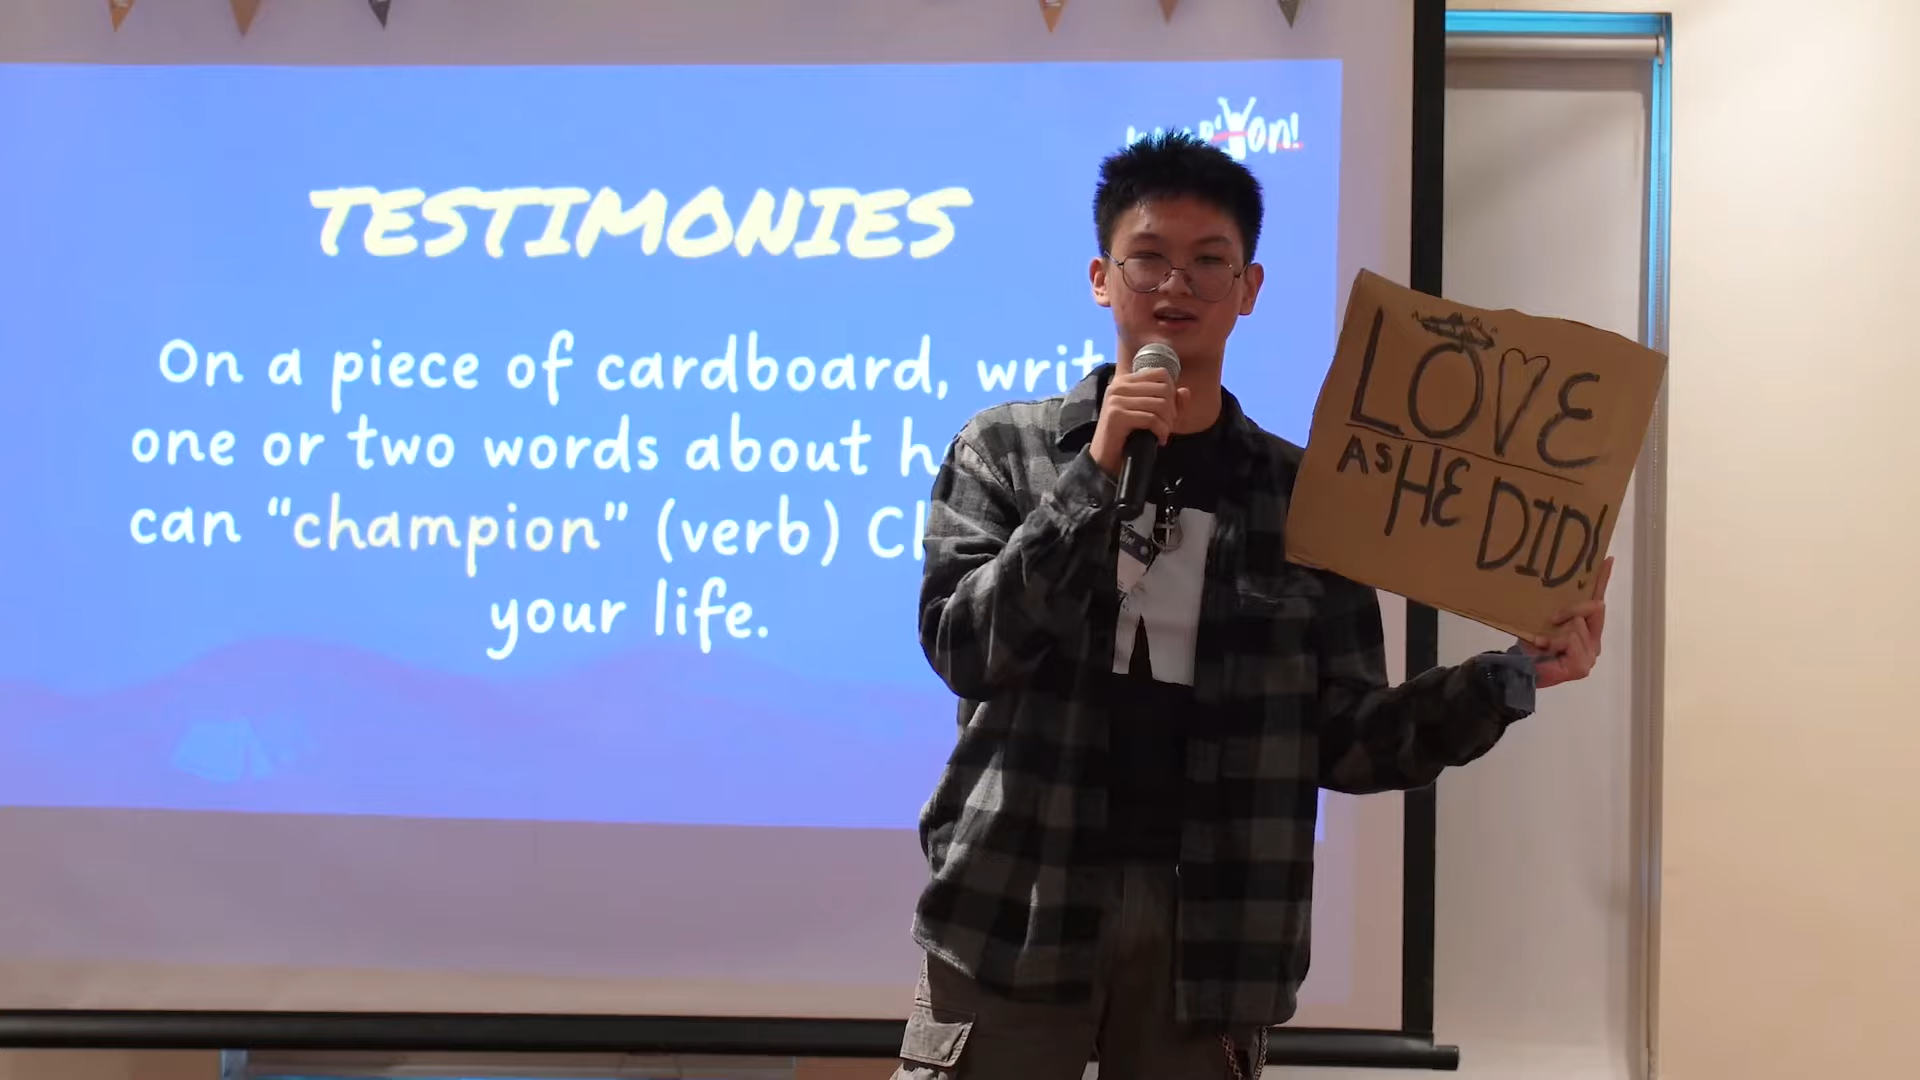 TESTIMONIES
On a piece of cardboard, writ
one or two words about h
can "champion" (verb) Ch
your life.
LOVE
AS HE DID!